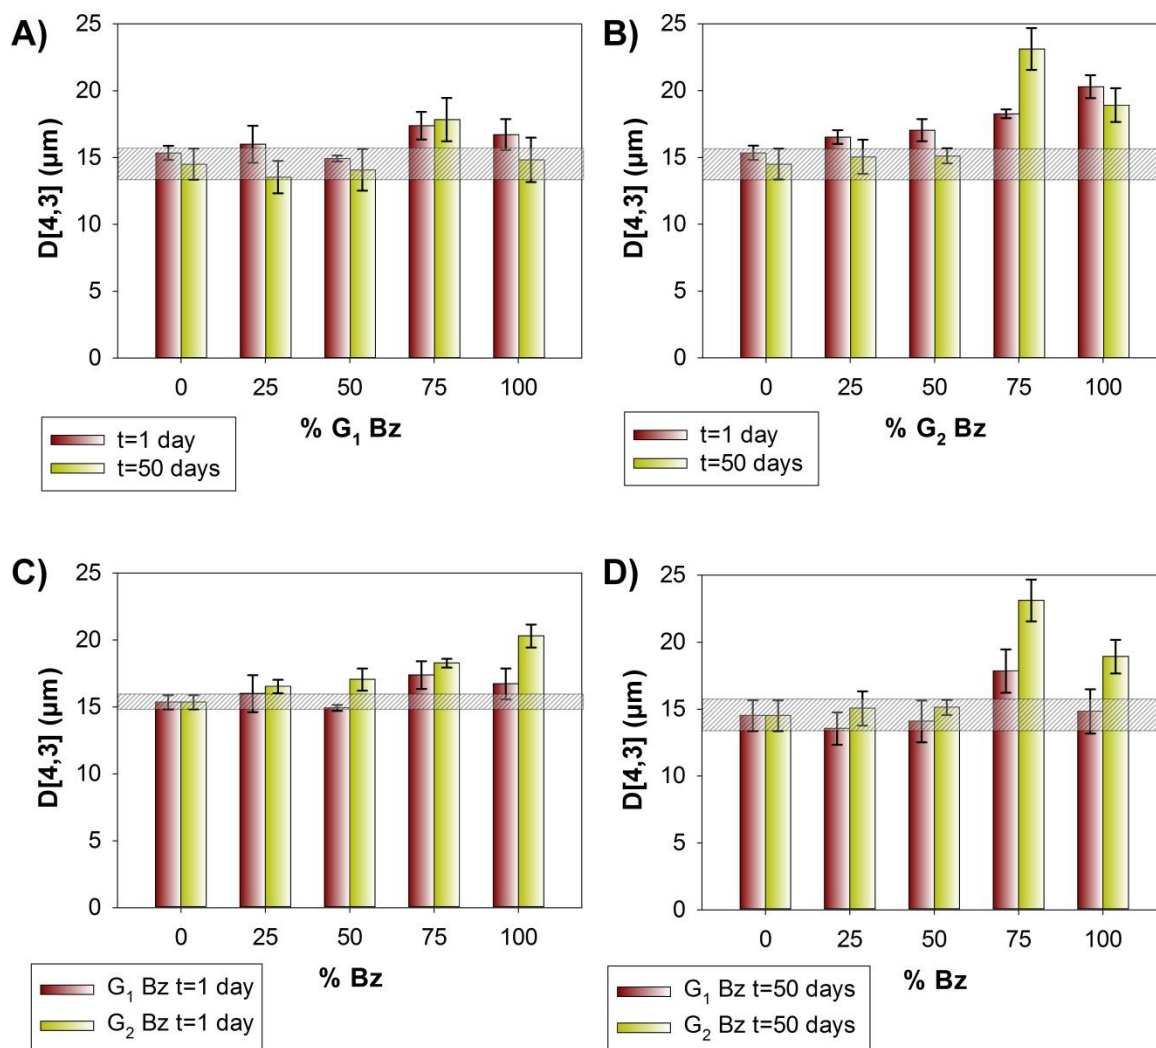 A)
25
20
15
10
5
0
D[4,3] (µm)
0 25 50 75 100
% G₁ Bz
t=1 day
t=50 days
B)
25
20
15
10
5
0
D[4,3] (µm)
0 25 50 75 100
% G₂ Bz
t=1 day
t=50 days
C)
25
20
15
10
5
0
D[4,3] (µm)
0 25 50 75 100
% Bz
G₁ Bz t=1 day
G₂ Bz t=1 day
D)
25
20
15
10
5
0
D[4,3] (µm)
0 25 50 75 100
% Bz
G₁ Bz t=50 days
G₂ Bz t=50 days